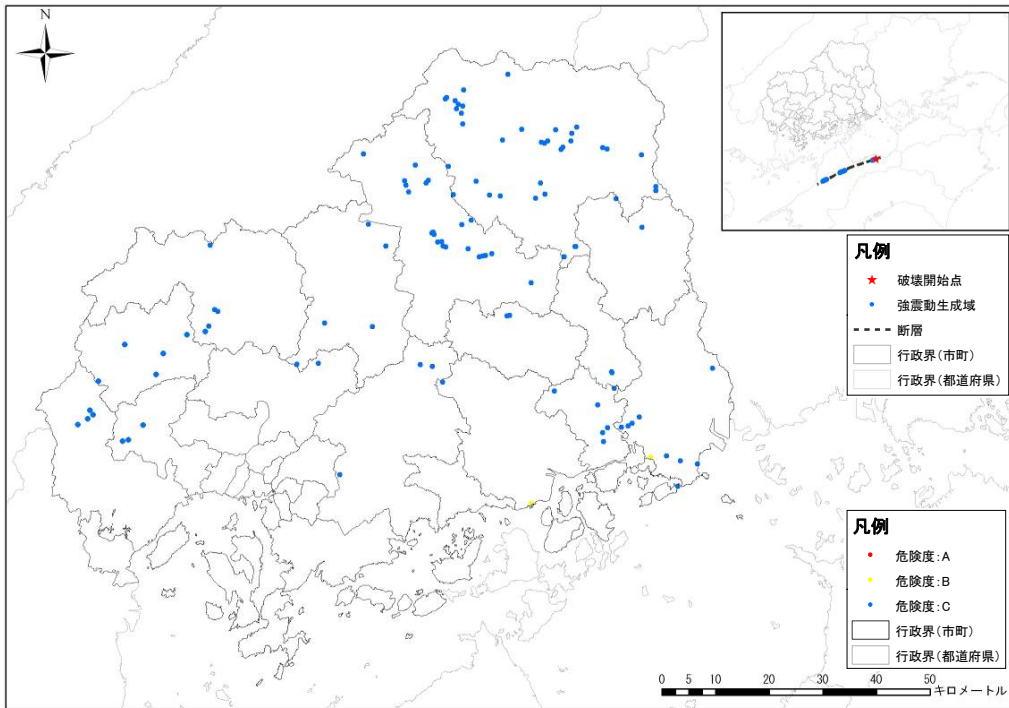 N
凡例
破壊開始点
強震動生成域
断層
行政界(市町)
行政界(都道府県)
凡例
危険度:A
危険度:B
危険度:C
行政界(市町)
行政界(都道府県)
0 5 10 20 30 40 50
キロメートル